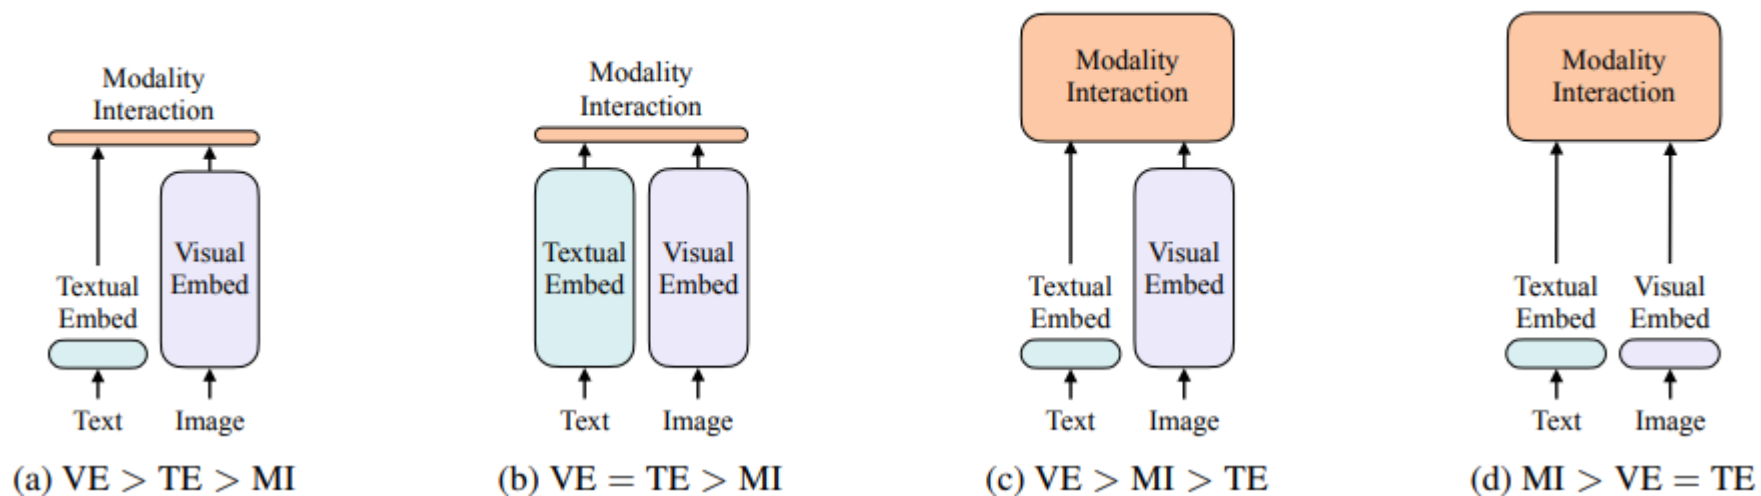 Modality
Interaction
Textual
Embed
Visual
Embed
Text
Image
(a) VE > TE > MI
Modality
Interaction
Textual
Embed
Visual
Embed
Text
Image
(b) VE = TE > MI
Modality
Interaction
Textual
Embed
Visual
Embed
Text
Image
(c) VE > MI > TE
Modality
Interaction
Textual
Embed
Visual
Embed
Text
Image
(d) MI > VE = TE